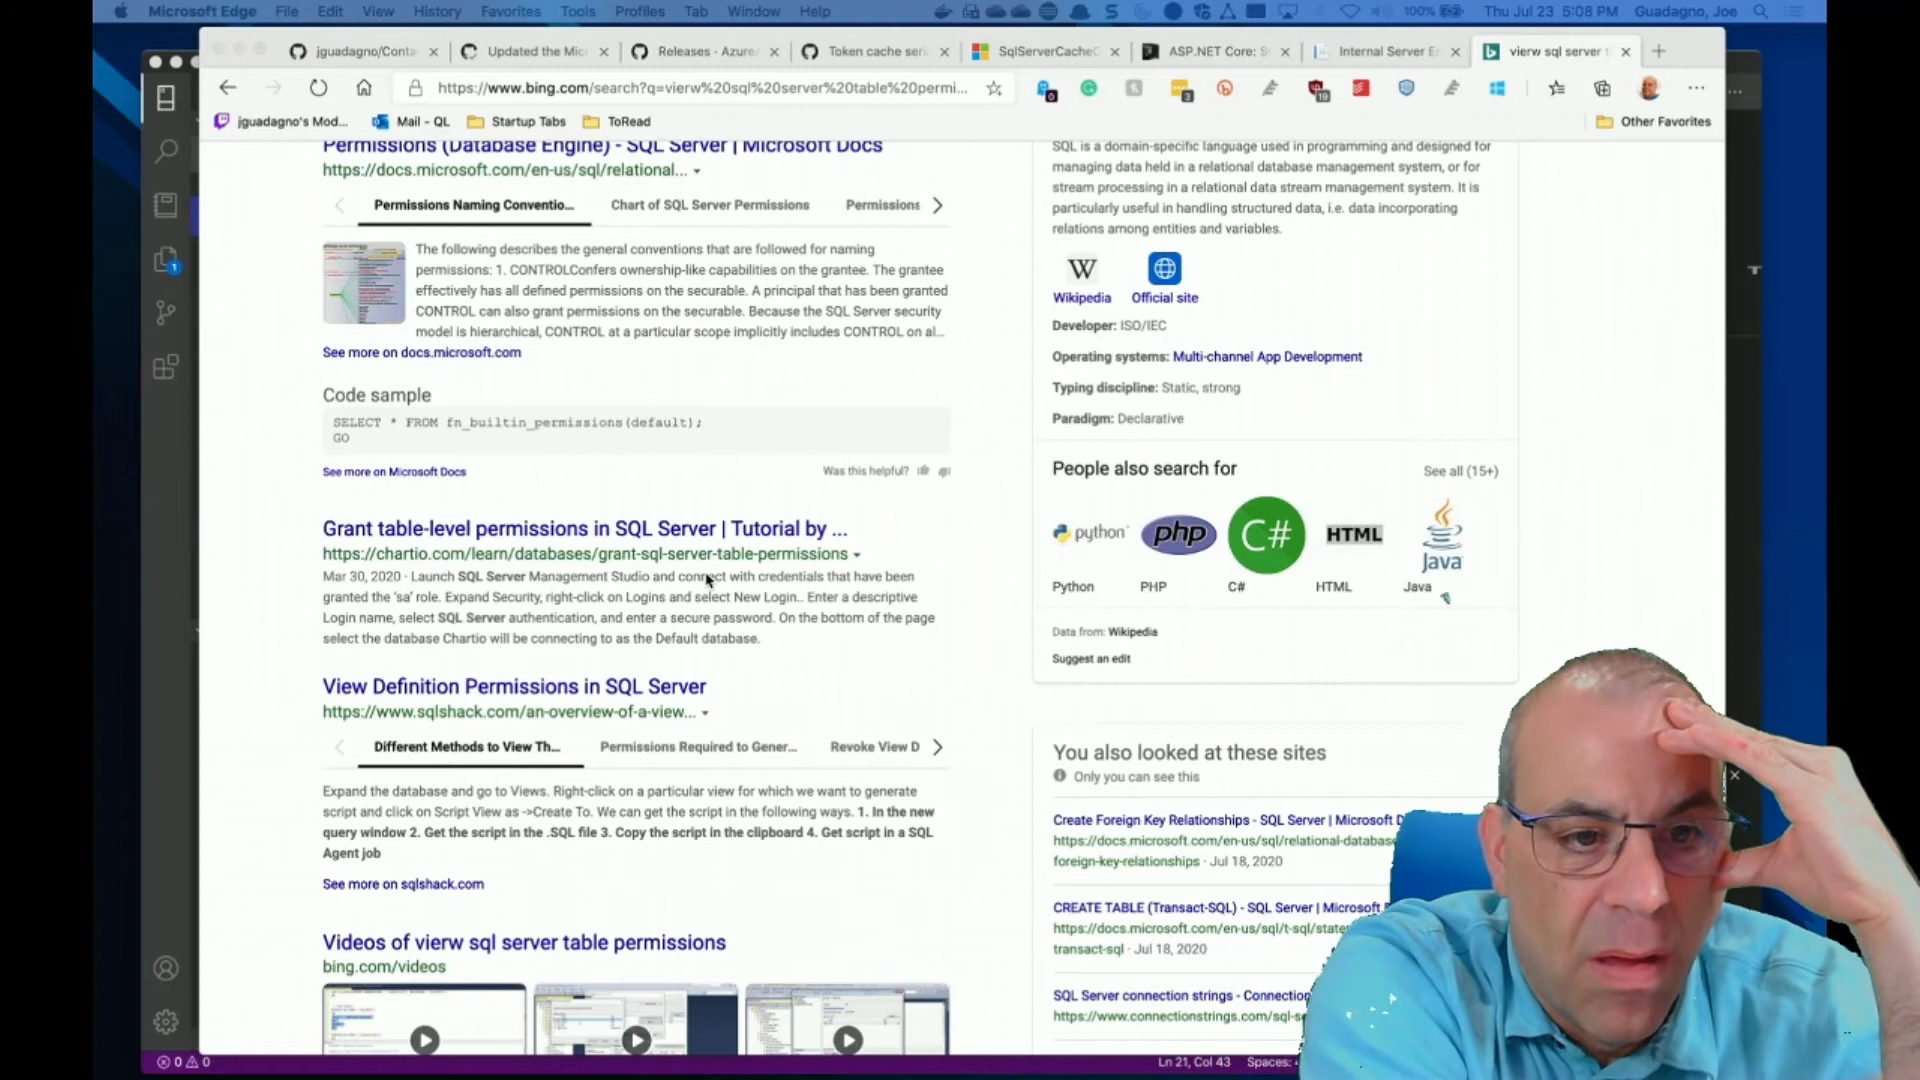 Microsoft Edge File Edit View History Favorites Tools Profiles Tab Window Help 100% Thu Jul 23 5:08 PM Guadagno, Joe
jguadagno/Conta Updated the Micr Releases · Azure/ Token cache seri SqlServerCache ASP.NET Core: S Internal Server Er vierw sql server t
https://www.bing.com/search?q=vierw%20sql%20server%20table%20permi...
jguadagno's Mod... Mail - QL Startup Tabs ToRead Other Favorites
Permissions (Database Engine) - SQL Server | Microsoft Docs
https://docs.microsoft.com/en-us/sql/relational...
Permissions Naming Conventio... Chart of SQL Server Permissions Permissions
The following describes the general conventions that are followed for naming
permissions: 1. CONTROLConfers ownership-like capabilities on the grantee. The grantee
effectively has all defined permissions on the securable. A principal that has been granted
CONTROL can also grant permissions on the securable. Because the SQL Server security
model is hierarchical, CONTROL at a particular scope implicitly includes CONTROL on al...
See more on docs.microsoft.com
Code sample
SELECT * FROM fn_builtin_permissions(default);
GO
See more on Microsoft Docs Was this helpful?
Grant table-level permissions in SQL Server | Tutorial by ...
https://chartio.com/learn/databases/grant-sql-server-table-permissions
Mar 30, 2020 · Launch SQL Server Management Studio and connect with credentials that have been
granted the 'sa' role. Expand Security, right-click on Logins and select New Login.. Enter a descriptive
Login name, select SQL Server authentication, and enter a secure password. On the bottom of the page
select the database Chartio will be connecting to as the Default database.
View Definition Permissions in SQL Server
https://www.sqlshack.com/an-overview-of-a-view...
Different Methods to View Th... Permissions Required to Gener... Revoke View D
Expand the database and go to Views. Right-click on a particular view for which we want to generate
script and click on Script View as ->Create To. We can get the script in the following ways. 1. In the new
query window 2. Get the script in the .SQL file 3. Copy the script in the clipboard 4. Get script in a SQL
Agent job
See more on sqlshack.com
Videos of vierw sql server table permissions
bing.com/videos
SQL is a domain-specific language used in programming and designed for
managing data held in a relational database management system, or for
stream processing in a relational data stream management system. It is
particularly useful in handling structured data, i.e. data incorporating
relations among entities and variables.
W
Wikipedia Official site
Developer: ISO/IEC
Operating systems: Multi-channel App Development
Typing discipline: Static, strong
Paradigm: Declarative
People also search for See all (15+)
python php C# HTML Java
Python PHP C# HTML Java
Data from: Wikipedia
Suggest an edit
You also looked at these sites
Only you can see this
Create Foreign Key Relationships - SQL Server | Microsoft D
https://docs.microsoft.com/en-us/sql/relational-database
foreign-key-relationships · Jul 18, 2020
CREATE TABLE (Transact-SQL) - SQL Server | Microsoft
https://docs.microsoft.com/en-us/sql/t-sql/state
transact-sql · Jul 18, 2020
SQL Server connection strings - Connection
https://www.connectionstrings.com/sql-se
0 0 Ln 21, Col 43 Spaces: